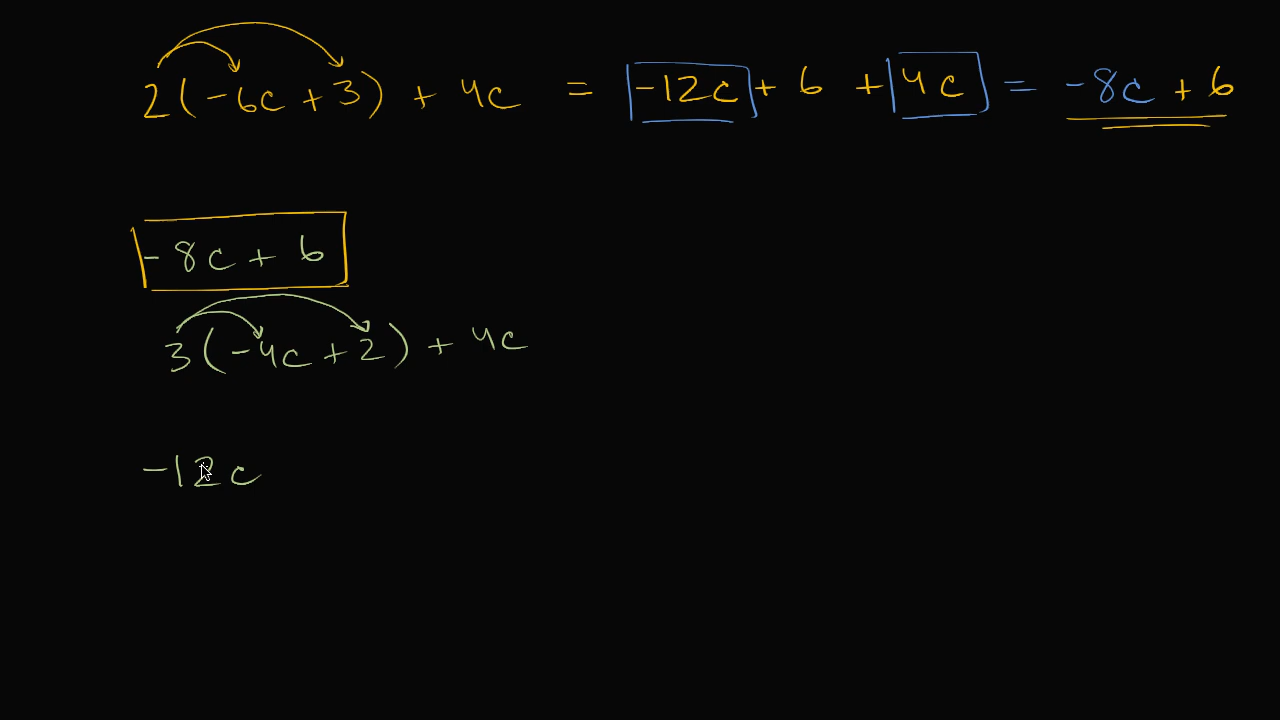 2(-6c+3) + 4c = -12c + 6 + 4c = -8c + 6
-8c + 6
3(-4c+2) + 4c
-12c